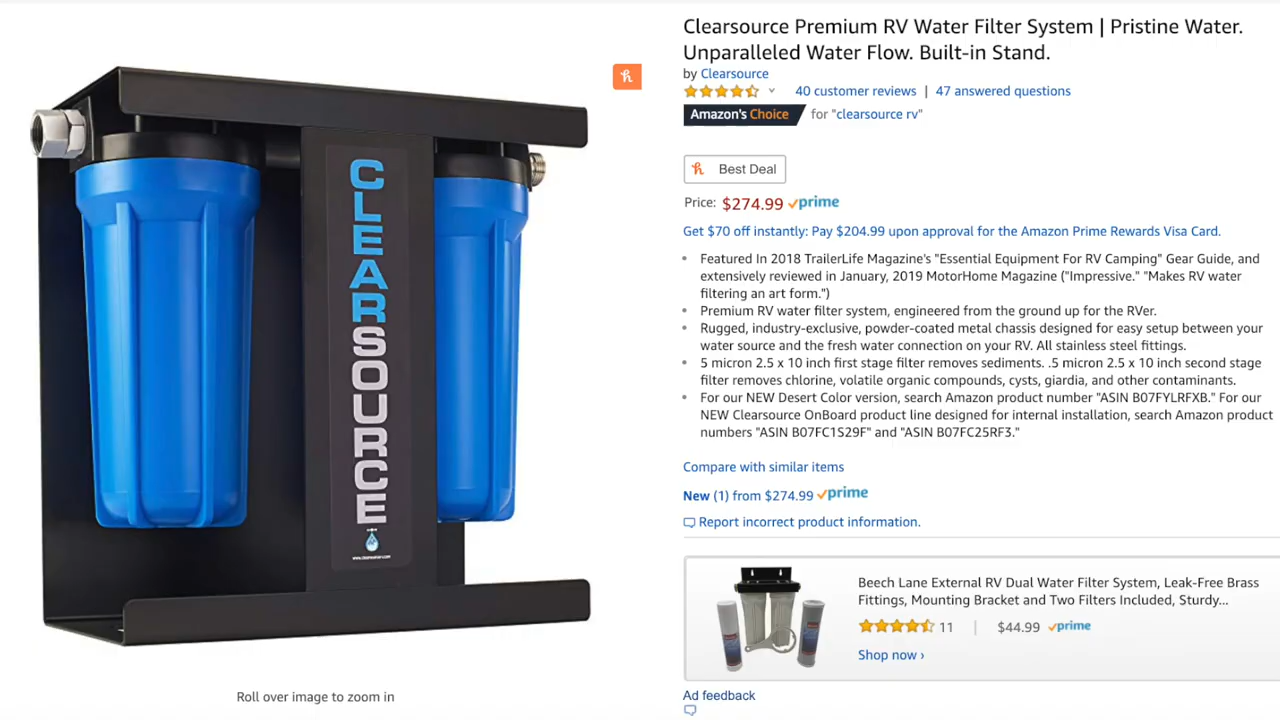 CLEARSOURCE
Roll over image to zoom in
Clearsource Premium RV Water Filter System | Pristine Water.
Unparalleled Water Flow. Built-in Stand.
by Clearsource
40 customer reviews | 47 answered questions
Amazon's Choice for "clearsource rv"
Best Deal
Price: $274.99 prime
Get $70 off instantly: Pay $204.99 upon approval for the Amazon Prime Rewards Visa Card.
Featured In 2018 TrailerLife Magazine's "Essential Equipment For RV Camping" Gear Guide, and
extensively reviewed in January, 2019 MotorHome Magazine ("Impressive." "Makes RV water
filtering an art form.")
Premium RV water filter system, engineered from the ground up for the RVer.
Rugged, industry-exclusive, powder-coated metal chassis designed for easy setup between your
water source and the fresh water connection on your RV. All stainless steel fittings.
5 micron 2.5 x 10 inch first stage filter removes sediments. .5 micron 2.5 x 10 inch second stage
filter removes chlorine, volatile organic compounds, cysts, giardia, and other contaminants.
For our NEW Desert Color version, search Amazon product number "ASIN B07FYLRFXB." For our
NEW Clearsource OnBoard product line designed for internal installation, search Amazon product
numbers "ASIN B07FC1S29F" and "ASIN B07FC25RF3."
Compare with similar items
New (1) from $274.99 prime
Report incorrect product information.
Beech Lane External RV Dual Water Filter System, Leak-Free Brass
Fittings, Mounting Bracket and Two Filters Included, Sturdy...
11 | $44.99 prime
Shop now ›
Ad feedback